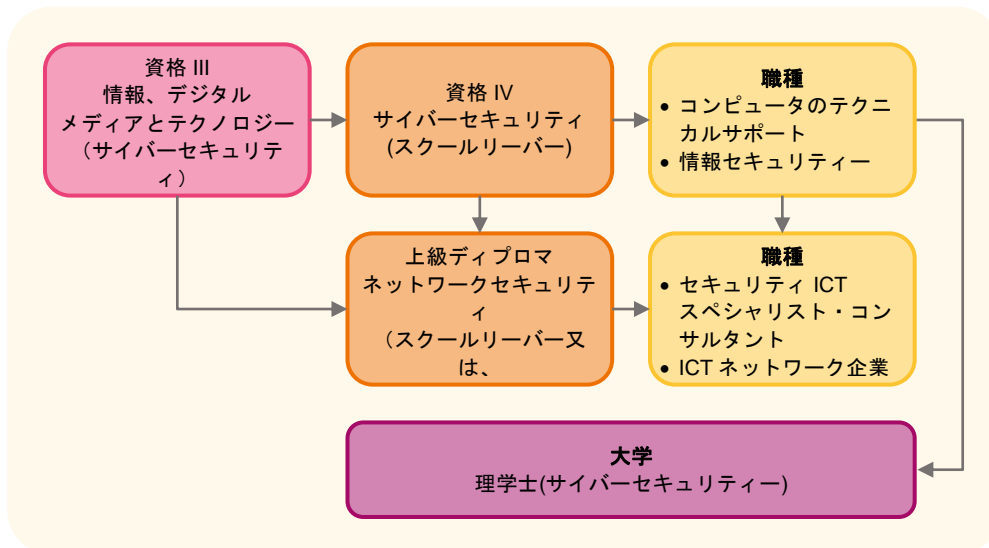 資格 III
情報、デジタル
メディアとテクノロジー
（サイバーセキュリテ
ィ）
資格 IV
サイバーセキュリティ
(スクールリーバー)
職種
• コンピュータのテクニ
カルサポート
• 情報セキュリティー
上級ディプロマ
ネットワークセキュリテ
ィ
（スクールリーバー又
は、
職種
• セキュリティ ICT
スペシャリスト・コン
サルタント
• ICT ネットワーク企業
大学
理学士(サイバーセキュリティー)